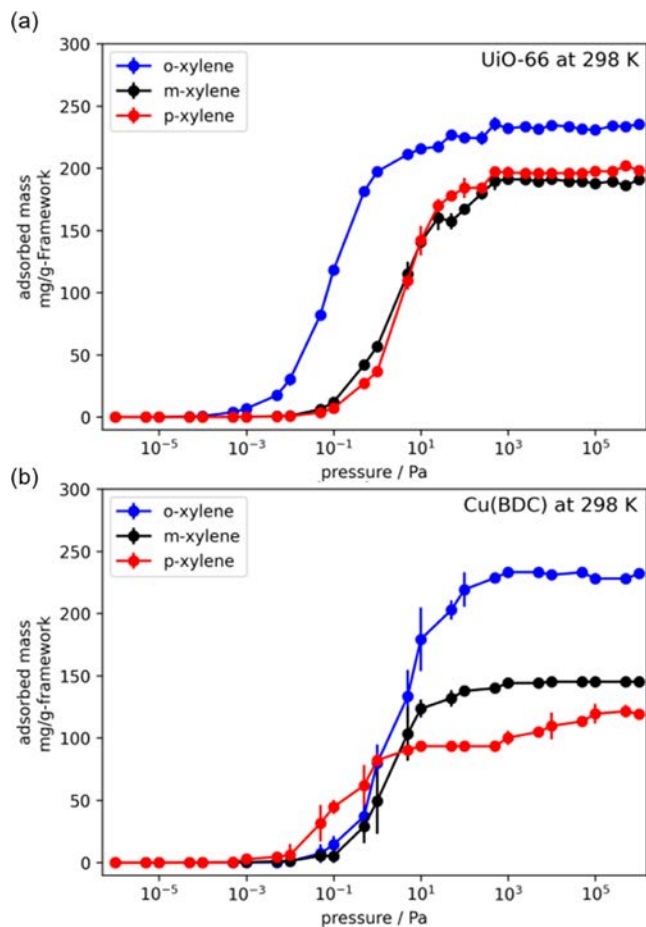 (a)
300
250
200
150
100
50
0
adsorbed mass
mg/g-Framework
o-xylene
m-xylene
p-xylene
UiO-66 at 298 K
10⁻⁵
10⁻³
10⁻¹
10¹
10³
10⁵
pressure / Pa
(b)
300
250
200
150
100
50
0
adsorbed mass
mg/g-framework
o-xylene
m-xylene
p-xylene
Cu(BDC) at 298 K
10⁻⁵
10⁻³
10⁻¹
10¹
10³
10⁵
pressure / Pa